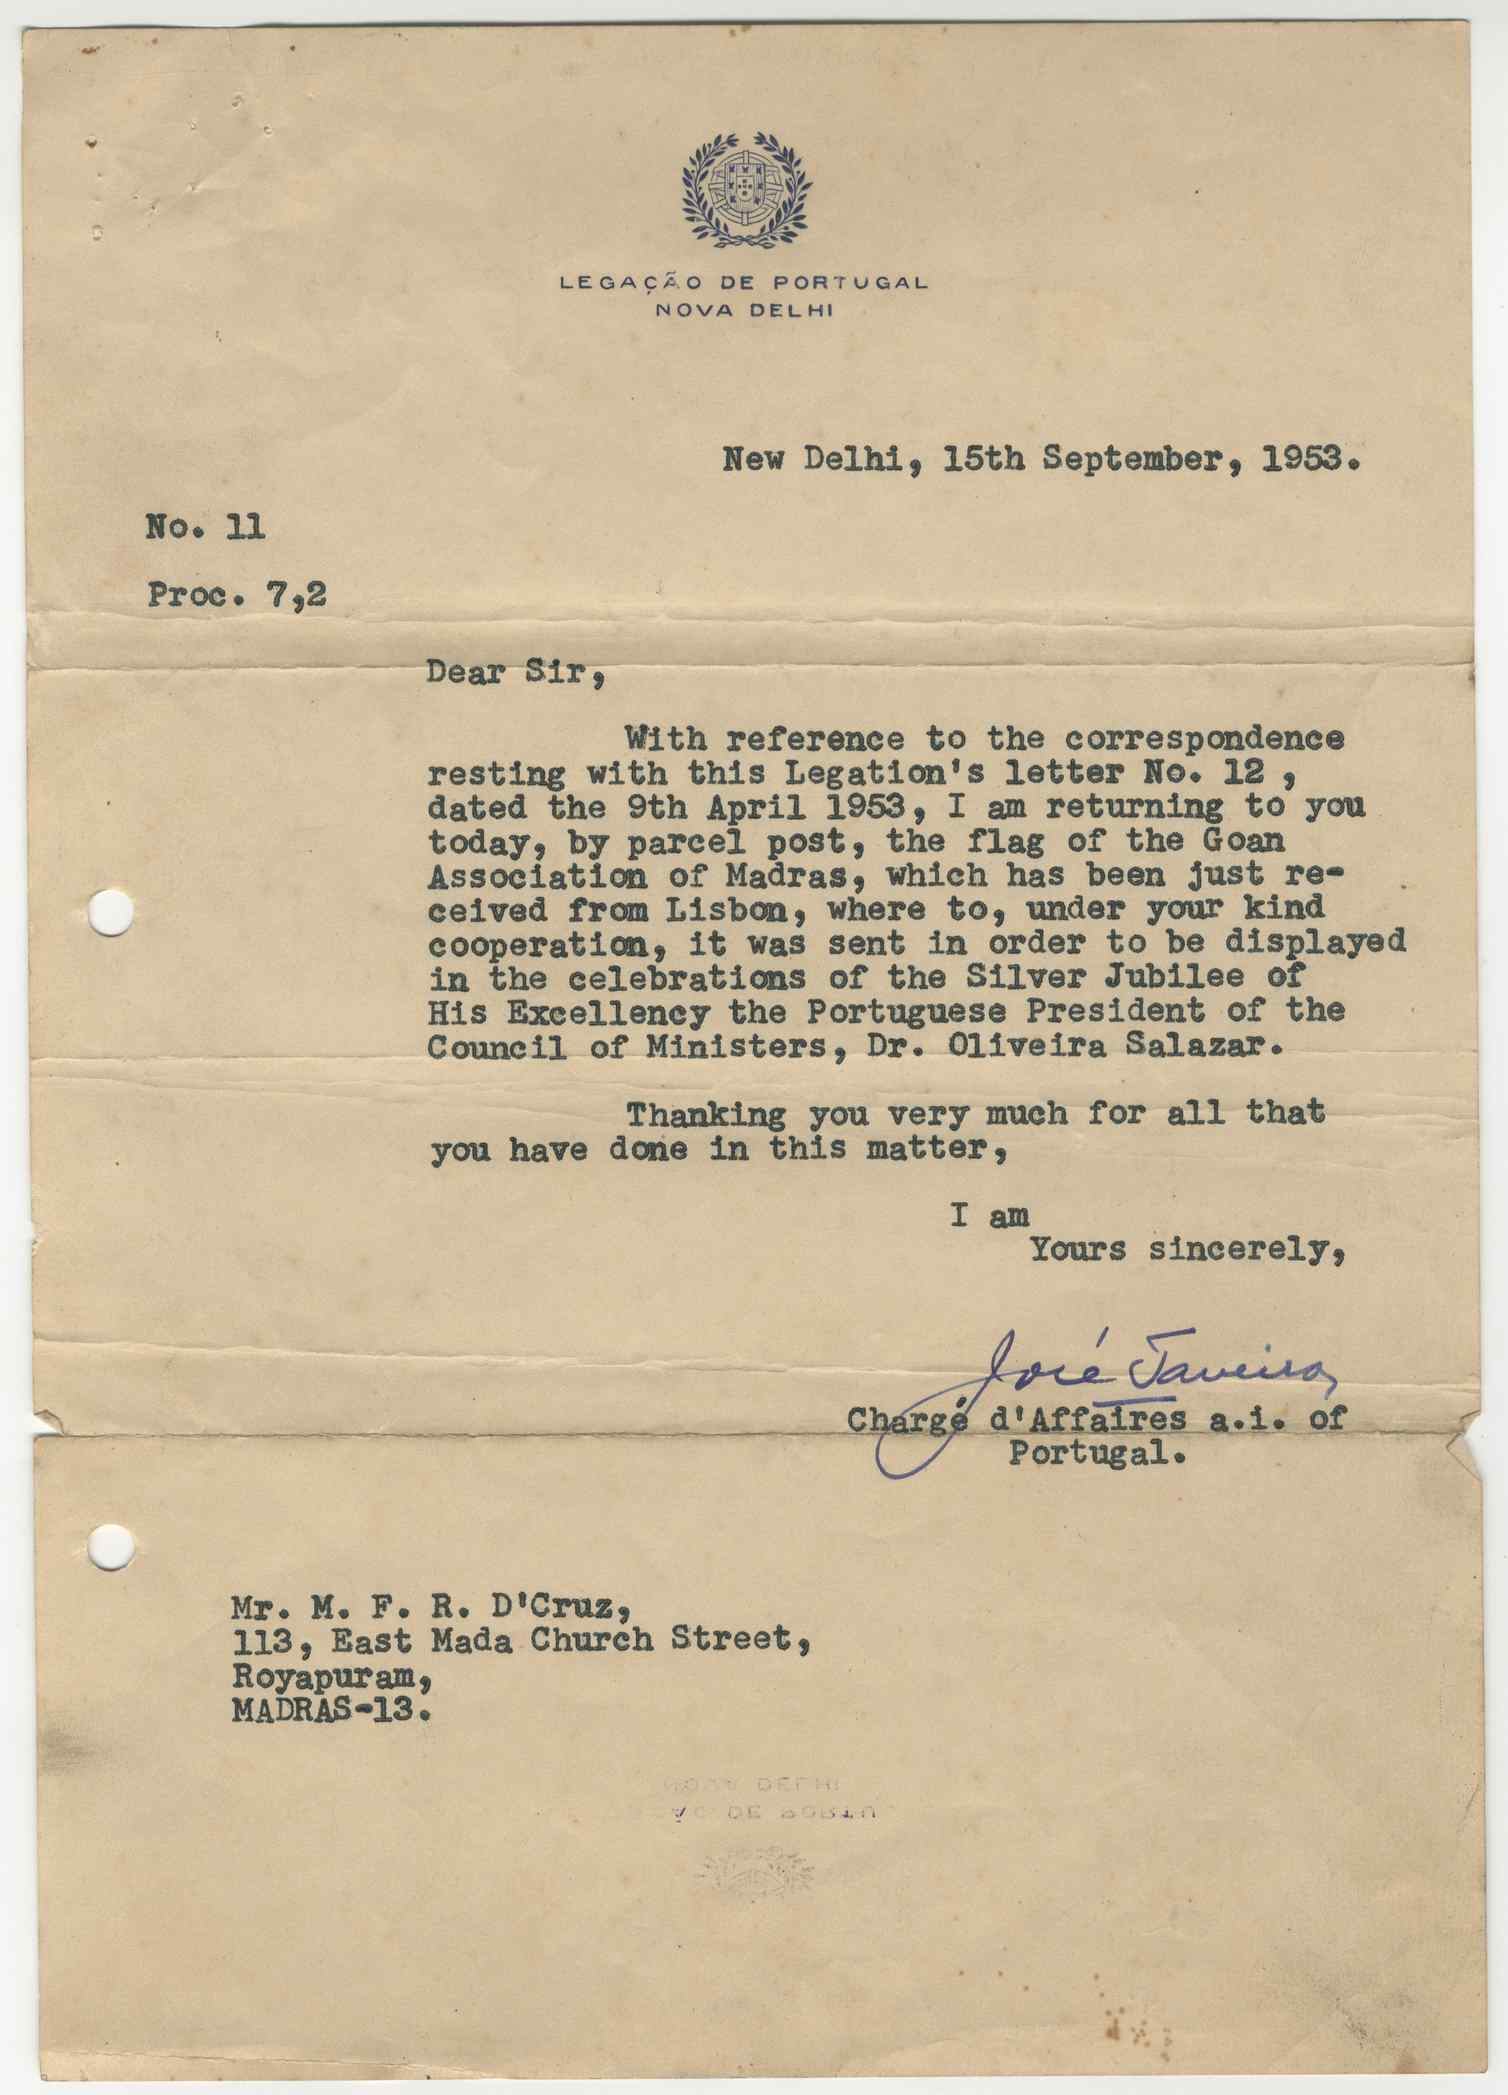 LEGAÇÃO DE PORTUGAL
NOVA DELHI
New Delhi, 15th September, 1953.
No. 11
Proc. 7,2
Dear Sir,
With reference to the correspondence
resting with this Legation's letter No. 12 ,
dated the 9th April 1953, I am returning to you
today, by parcel post, the flag of the Goan
Association of Madras, which has been just re-
ceived from Lisbon, where to, under your kind
cooperation, it was sent in order to be displayed
in the celebrations of the Silver Jubilee of
His Excellency the Portuguese President of the
Council of Ministers, Dr. Oliveira Salazar.
Thanking you very much for all that
you have done in this matter,
I am
Yours sincerely,
José Taveira
Chargé d'Affaires a.i. of
Portugal.
Mr. M. F. R. D'Cruz,
113, East Mada Church Street,
Royapuram,
MADRAS-13.